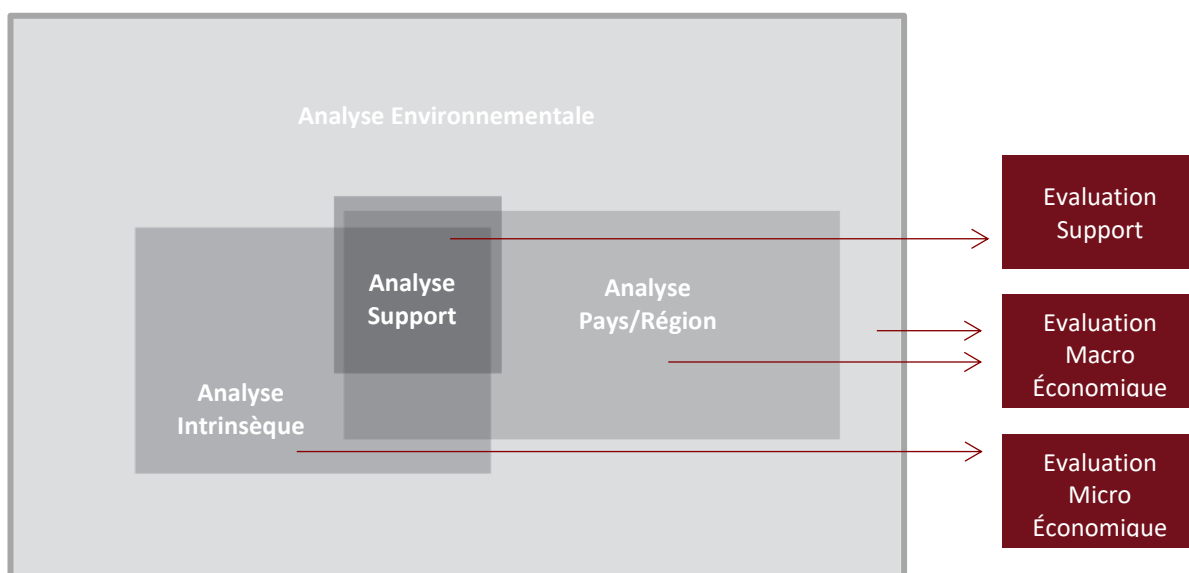 Analyse Environnementale
Analyse
Support
Analyse
Pays/Région
Analyse
Intrinsèque
Evaluation
Support
Evaluation
Macro
Économique
Evaluation
Micro
Économique